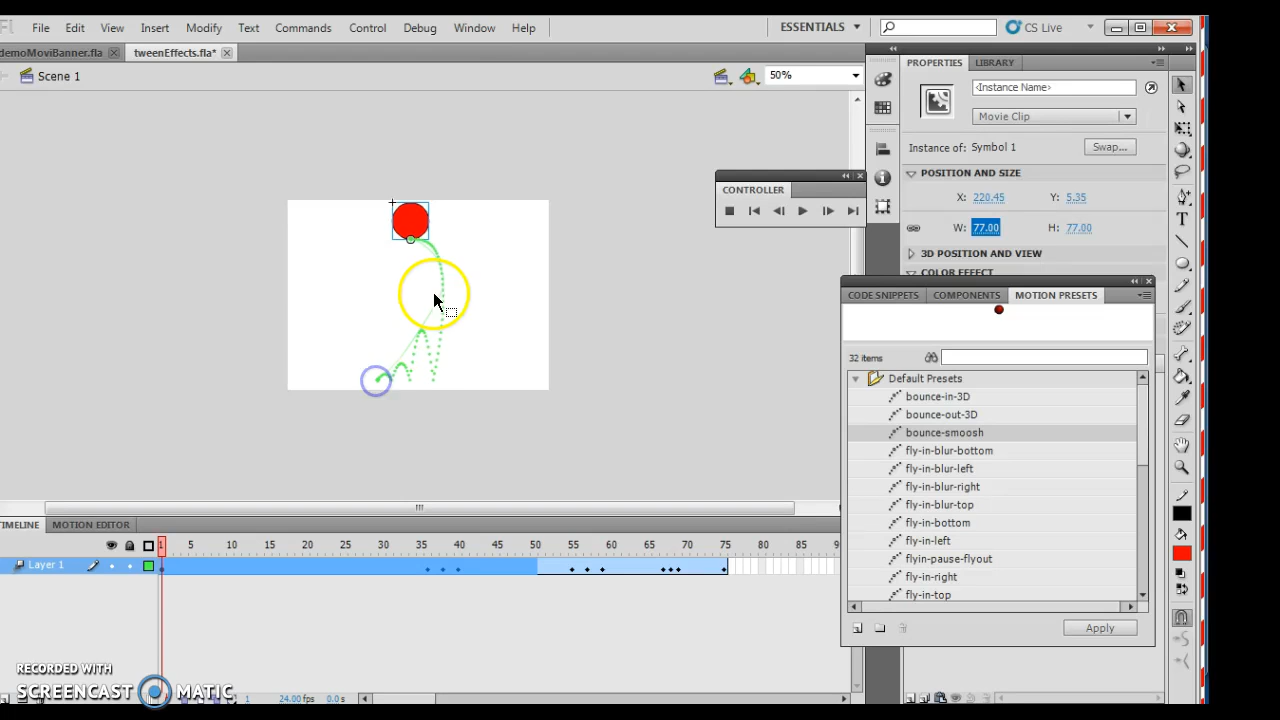 Fl File Edit View Insert Modify Text Commands Control Debug Window Help ESSENTIALS CS Live
demoMoviBanner.fla tweenEffects.fla*
Scene 1 50%
PROPERTIES LIBRARY
<Instance Name>
Movie Clip
Instance of: Symbol 1 Swap...
POSITION AND SIZE
X: 220.45 Y: 5.35
W: 77.00 H: 77.00
3D POSITION AND VIEW
COLOR EFFECT
CONTROLLER
CODE SNIPPETS COMPONENTS MOTION PRESETS
32 items
Default Presets
bounce-in-3D
bounce-out-3D
bounce-smoosh
fly-in-blur-bottom
fly-in-blur-left
fly-in-blur-right
fly-in-blur-top
fly-in-bottom
fly-in-left
flyin-pause-flyout
fly-in-right
fly-in-top
Apply
TIMELINE MOTION EDITOR
1 5 10 15 20 25 30 35 40 45 50 55 60 65 70 75 80 85 9
Layer 1
1 24.00 fps 0.0 s
RECORDED WITH
SCREENCAST MATIC